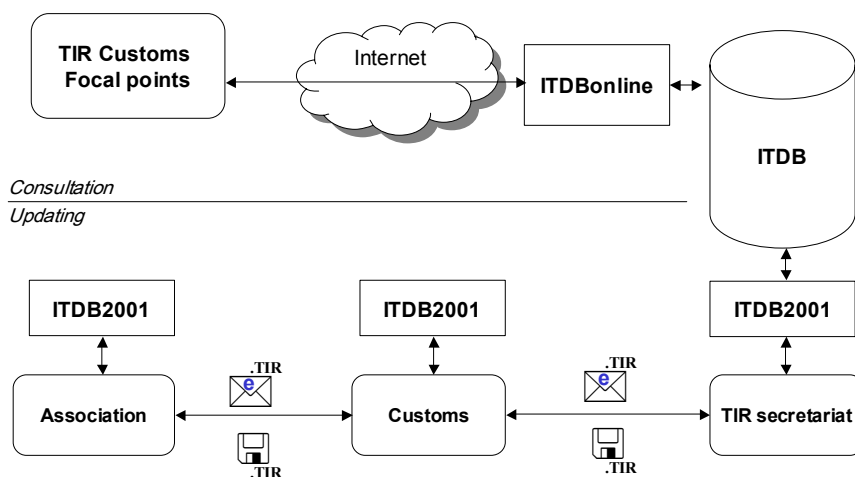 TIR Customs
Focal points
Internet
ITDBonline
ITDB
Consultation
Updating
ITDB2001
ITDB2001
ITDB2001
.TIR
e
.TIR
e
Association
Customs
TIR secretariat
.TIR
.TIR